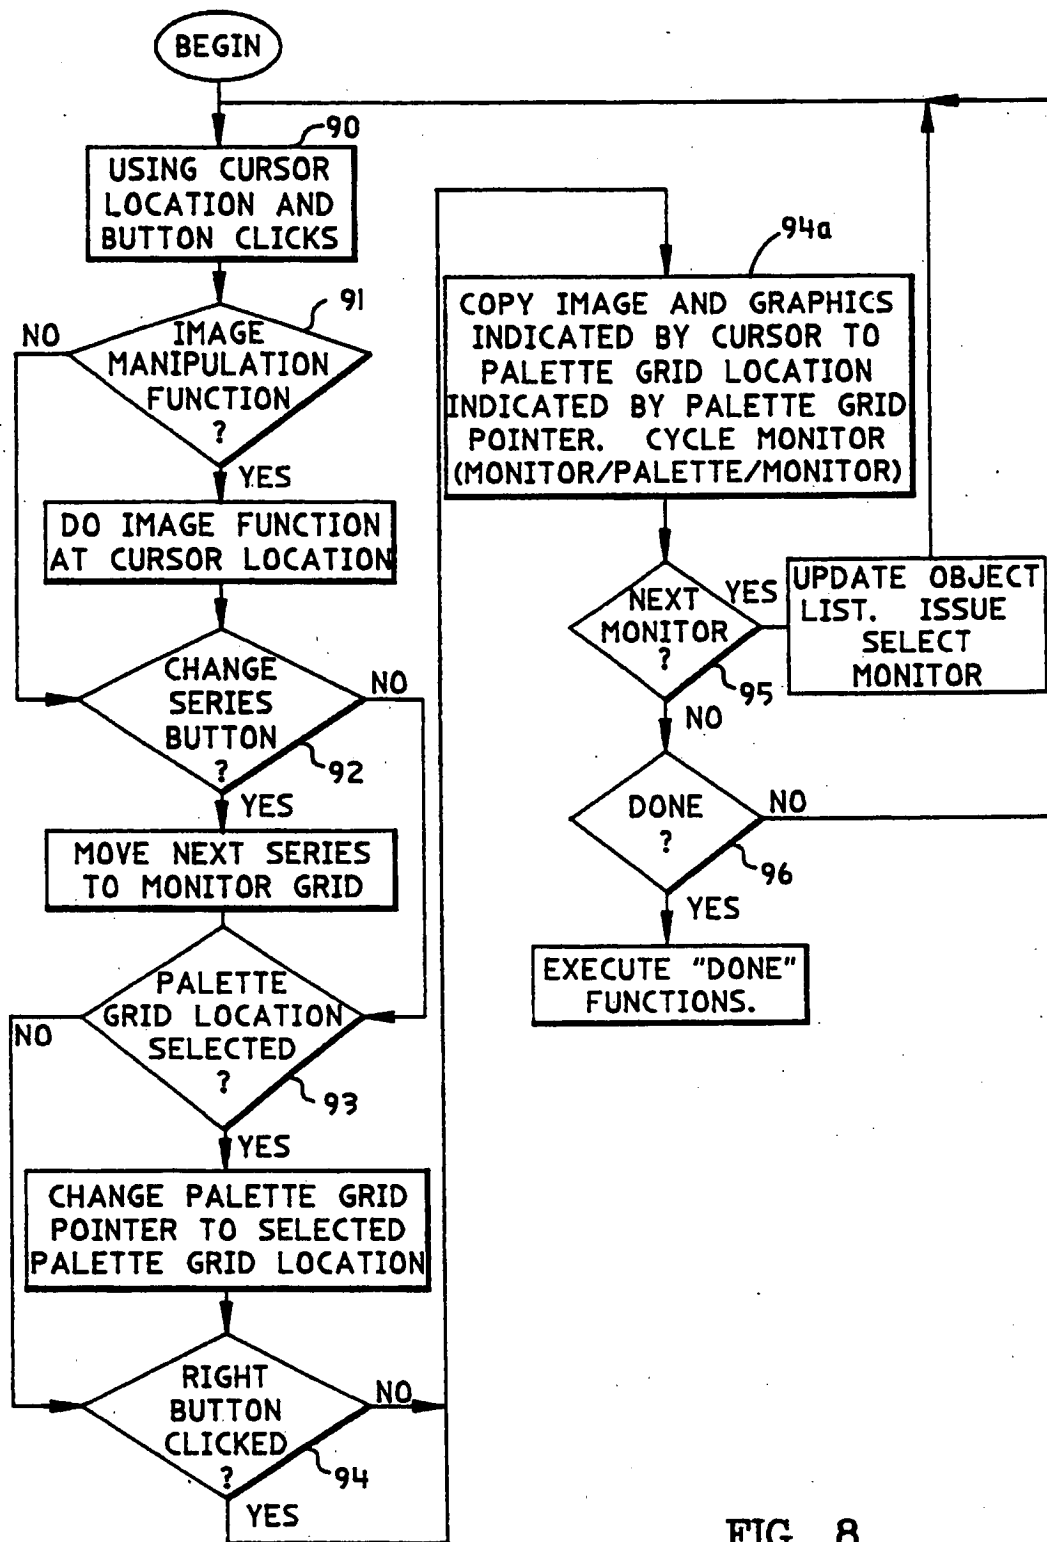 BEGIN
90
USING CURSOR
LOCATION AND
BUTTON CLICKS
91
NO
IMAGE
MANIPULATION
FUNCTION
?
YES
DO IMAGE FUNCTION
AT CURSOR LOCATION
CHANGE
SERIES
BUTTON
?
NO
92
YES
MOVE NEXT SERIES
TO MONITOR GRID
PALETTE
GRID LOCATION
SELECTED
?
NO
93
YES
CHANGE PALETTE GRID
POINTER TO SELECTED
PALETTE GRID LOCATION
RIGHT
BUTTON
CLICKED
?
NO
94
YES
94a
COPY IMAGE AND GRAPHICS
INDICATED BY CURSOR TO
PALETTE GRID LOCATION
INDICATED BY PALETTE GRID
POINTER. CYCLE MONITOR
(MONITOR/PALETTE/MONITOR)
NEXT
MONITOR
?
YES
95
NO
UPDATE OBJECT
LIST. ISSUE
SELECT
MONITOR
DONE
?
NO
96
YES
EXECUTE "DONE"
FUNCTIONS.
FIG. 8